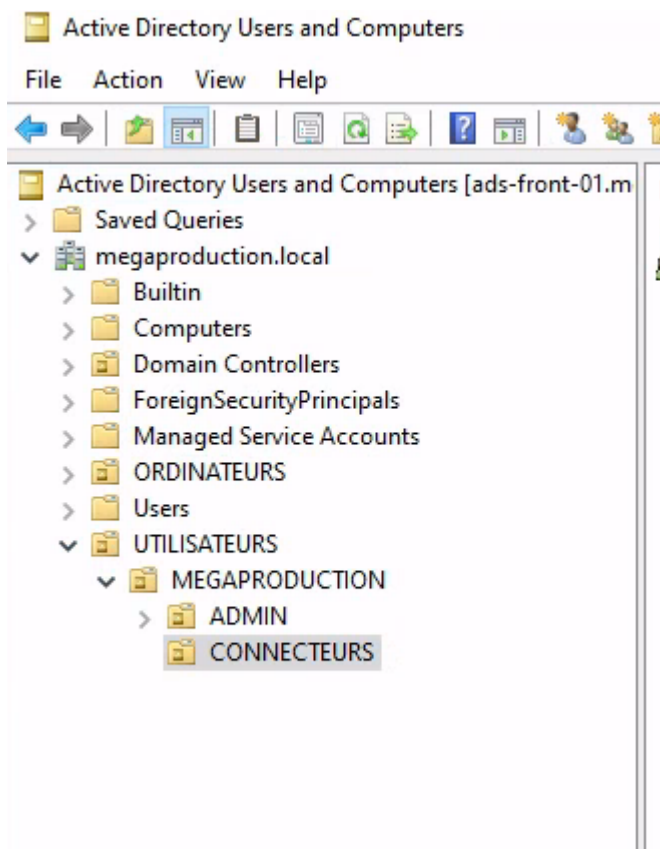 Active Directory Users and Computers
File Action View Help
Active Directory Users and Computers [ads-front-01.m
Saved Queries
megaproduction.local
Builtin
Computers
Domain Controllers
ForeignSecurityPrincipals
Managed Service Accounts
ORDINATEURS
Users
UTILISATEURS
MEGAPRODUCTION
ADMIN
CONNECTEURS